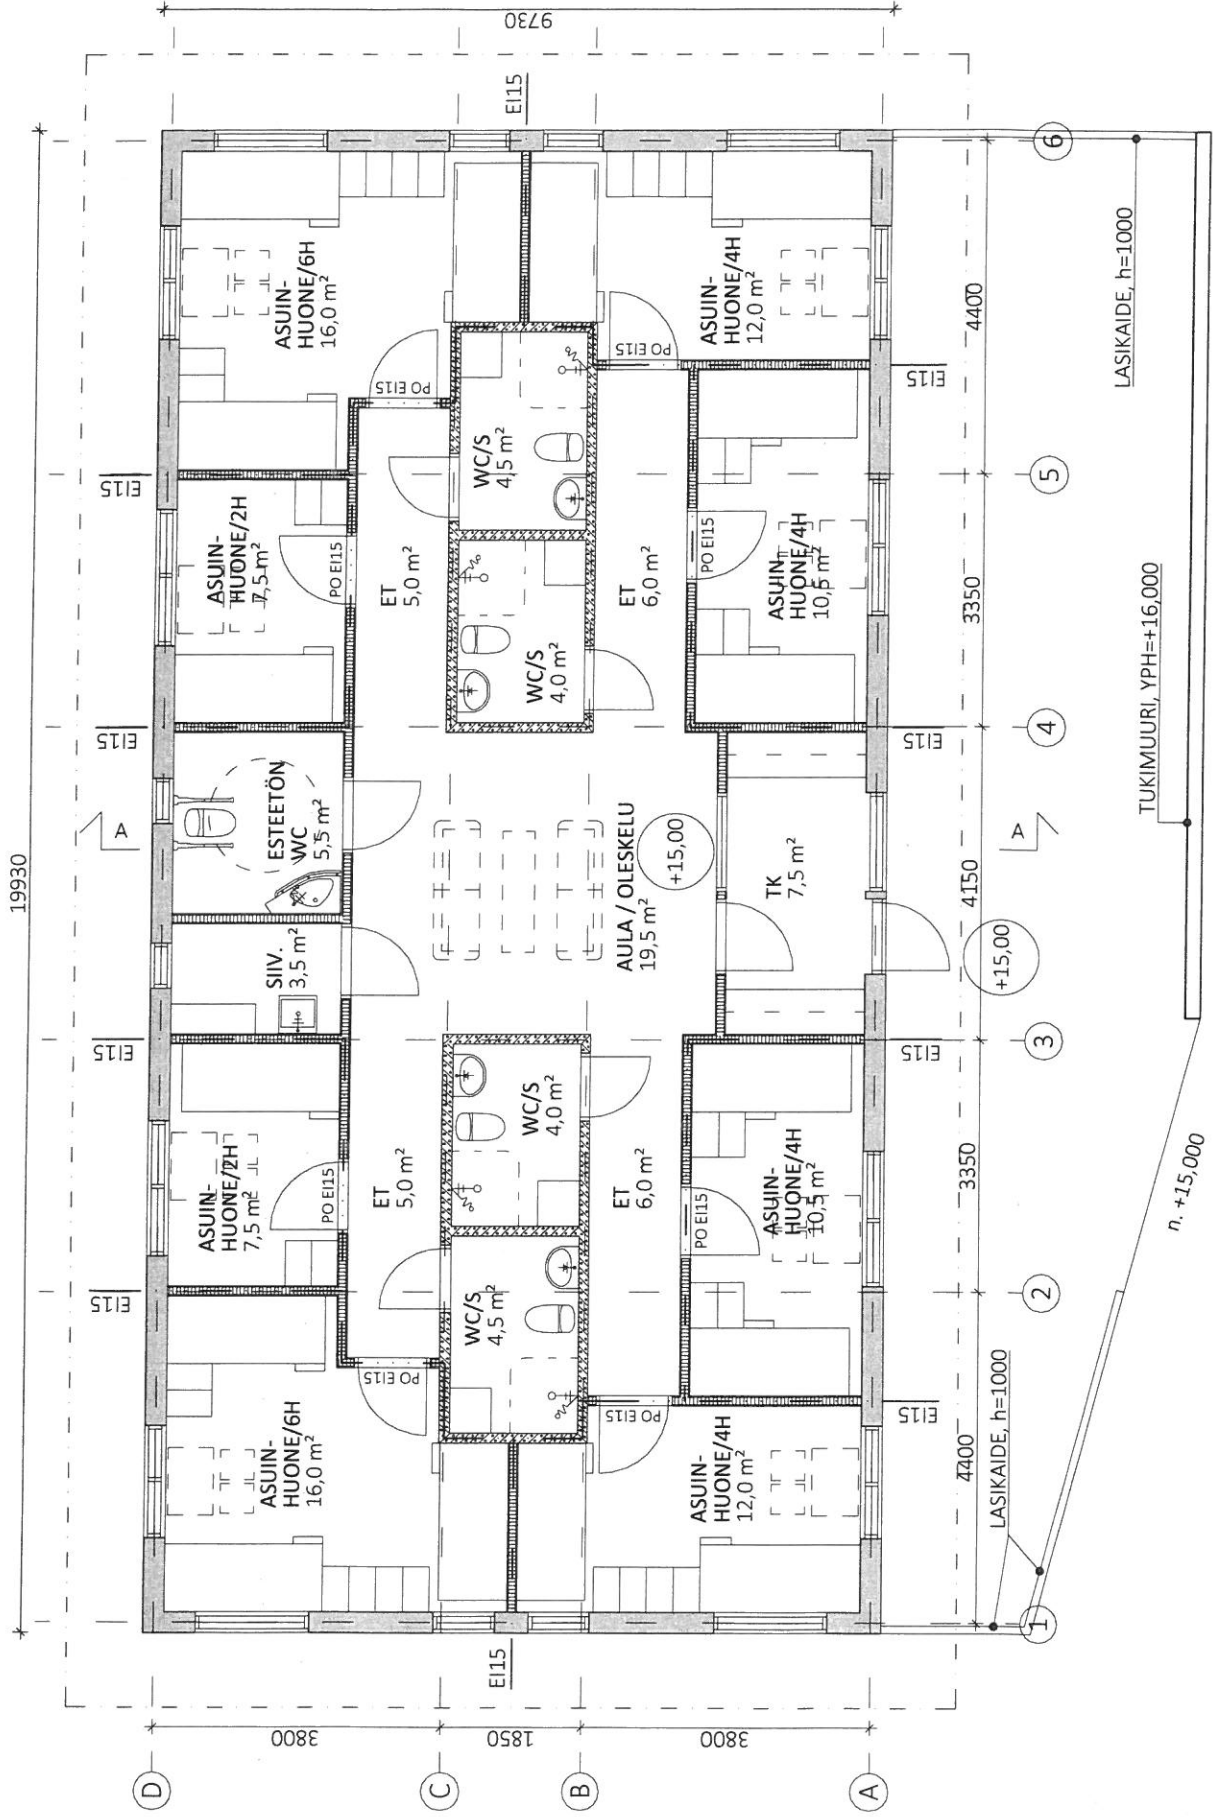 19930
EI15
EI15
EI15
EI15
D
3800
C
1850
B
3800
A
9730
ASUIN-
HUONE/6H
16,0 m²
ASUIN-
HUONE/2H
7,5 m²
SIIV.
3,5 m²
ESTEETÖN
WC
5,5 m²
ASUIN-
HUONE/2H
7,5 m²
ASUIN-
HUONE/6H
16,0 m²
A
PO EI15
PO EI15
PO EI15
PO EI15
ET
5,0 m²
ET
5,0 m²
WC/S
4,5 m²
WC/S
4,0 m²
WC/S
4,0 m²
WC/S
4,5 m²
EI15
EI15
AULA / OLESKELU
19,5 m²
+15,00
ET
6,0 m²
ET
6,0 m²
PO EI15
PO EI15
PO EI15
PO EI15
ASUIN-
HUONE/4H
12,0 m²
ASUIN-
HUONE/4H
10,5 m²
TK
7,5 m²
ASUIN-
HUONE/4H
10,5 m²
ASUIN-
HUONE/4H
12,0 m²
EI15
EI15
EI15
EI15
A
+15,00
4400
3350
4150
3350
4400
1
2
3
4
5
6
LASIKAIDE, h=1000
LASIKAIDE, h=1000
TUKIMUURI, YPH=+16,000
n. +15,000